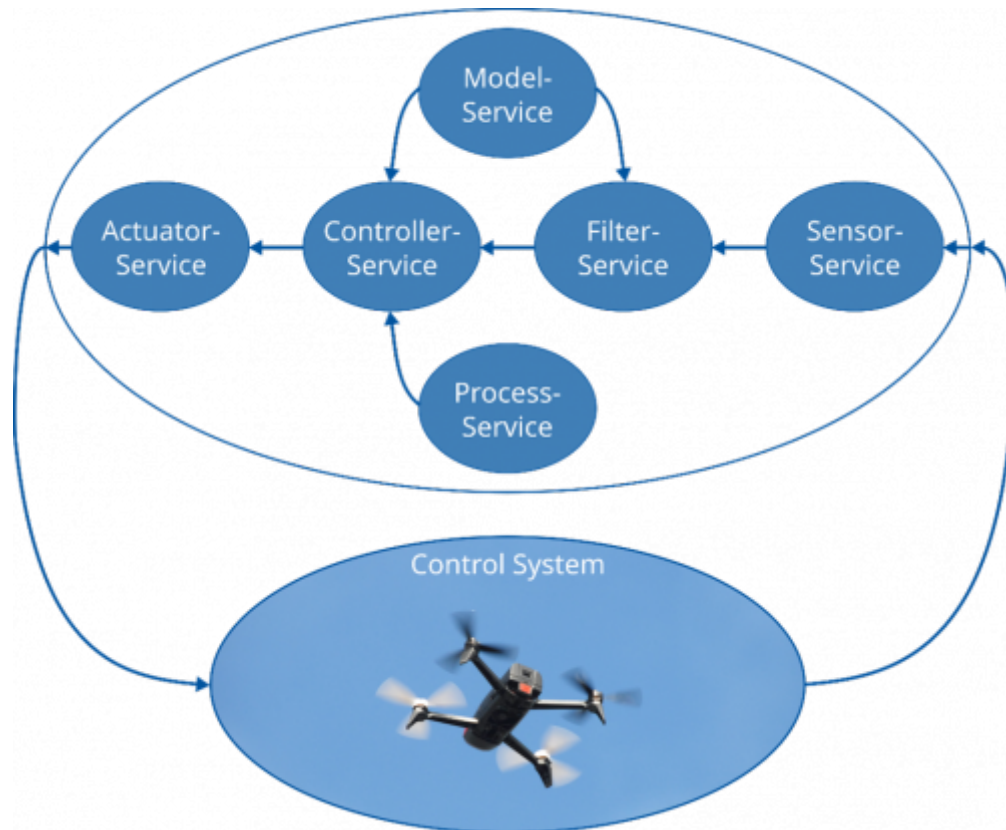 Model-
Service
Actuator-
Service
Controller-
Service
Filter-
Service
Sensor-
Service
Process-
Service
Control System